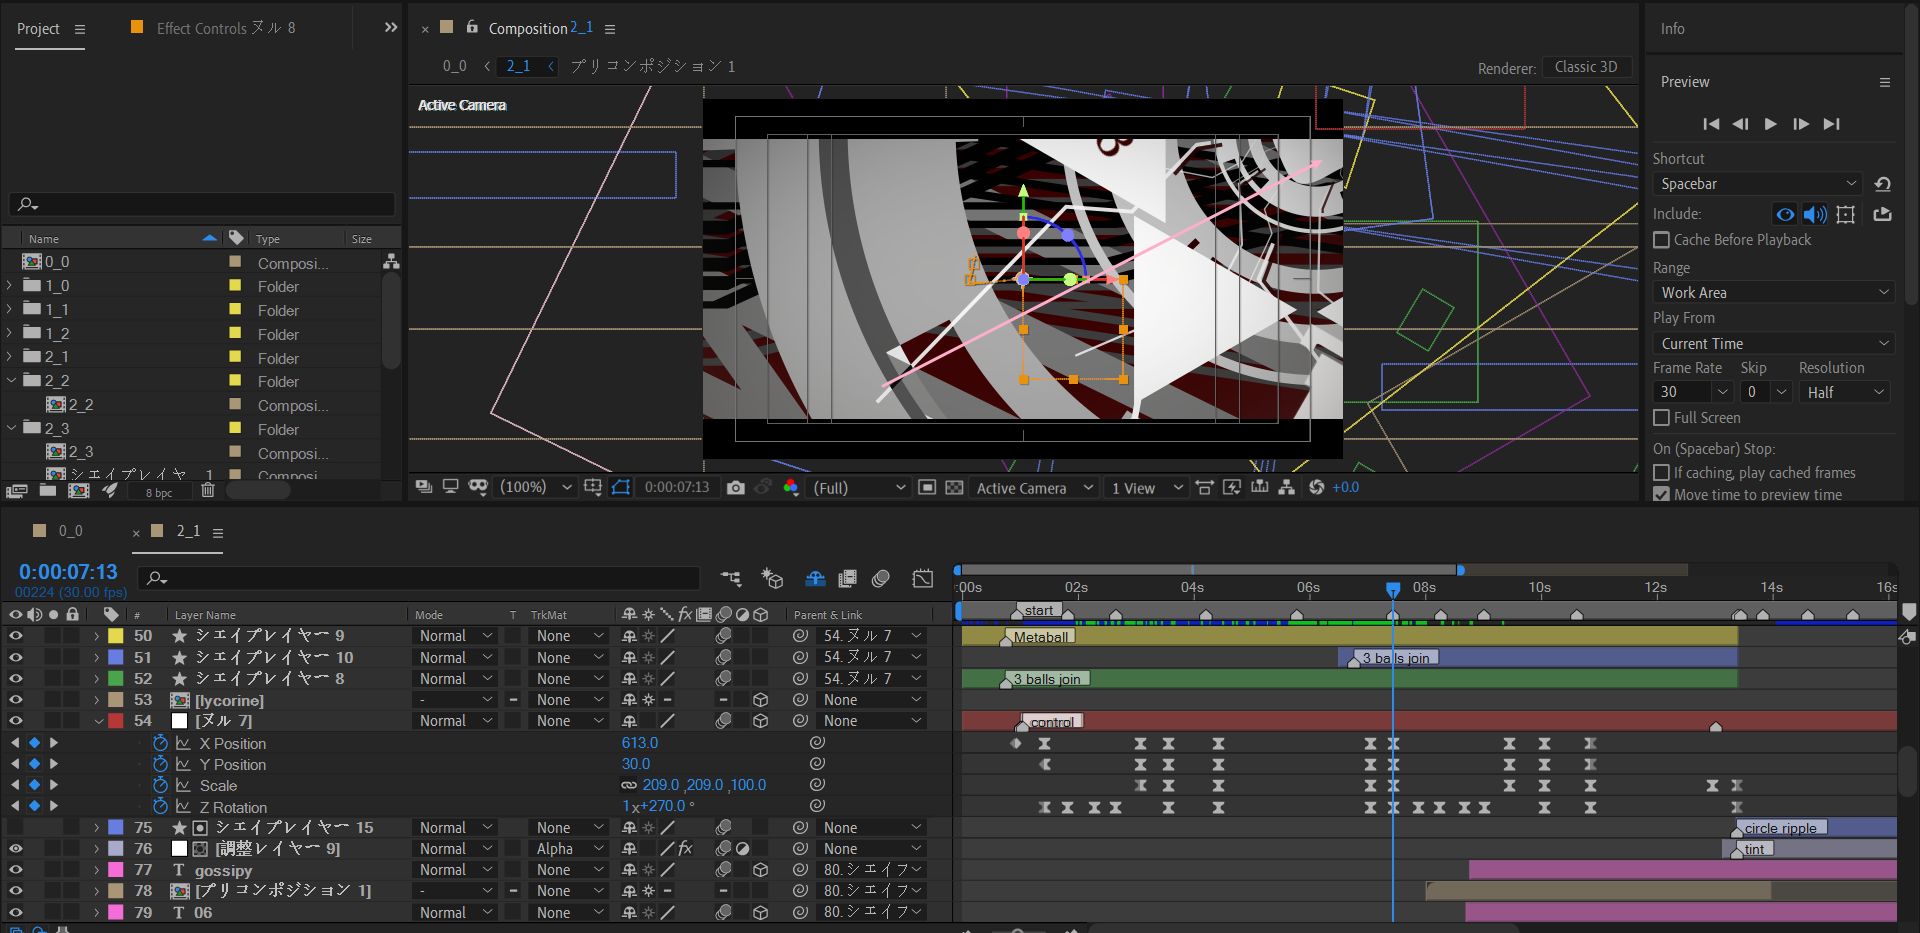 Project
Effect Controls ヌル 8
Composition 2_1
0_0
2_1
プリコンポジション 1
Renderer:
Classic 3D
Active Camera
Info
Preview
Shortcut
Spacebar
Include:
Cache Before Playback
Range
Work Area
Play From
Current Time
Frame Rate
Skip
Resolution
30
0
Half
Full Screen
On (Spacebar) Stop:
If caching, play cached frames
Move time to preview time
Name
Type
Size
0_0
Composi...
1_0
Folder
1_1
Folder
1_2
Folder
2_1
Folder
2_2
Folder
2_2
Composi...
2_3
Folder
2_3
Composi...
シェイプレイヤ 1
Composi...
8 bpc
(100%)
0:00:07:13
(Full)
Active Camera
1 View
+0.0
0_0
2_1
0:00:07:13
00224 (30.00 fps)
:00s 02s 04s 06s 08s 10s 12s 14s 16s
# Layer Name Mode T TrkMat Parent & Link
start
50 シェイプレイヤー 9 Normal None 54. ヌル 7
Metaball
51 シェイプレイヤー 10 Normal None 54. ヌル 7
3 balls join
52 シェイプレイヤー 8 Normal None 54. ヌル 7
3 balls join
53 [lycorine] - None None
54 [ヌル 7] Normal None None
control
X Position 613.0
Y Position 30.0
Scale 209.0 ,209.0 ,100.0
Z Rotation 1x+270.0 °
75 シェイプレイヤー 15 Normal None None
circle ripple
76 [調整レイヤー 9] Normal Alpha None
tint
77 T gossipy Normal None 80. シェイプ
78 [プリコンポジション 1] - None 80. シェイプ
79 T 06 Normal None 80. シェイプ